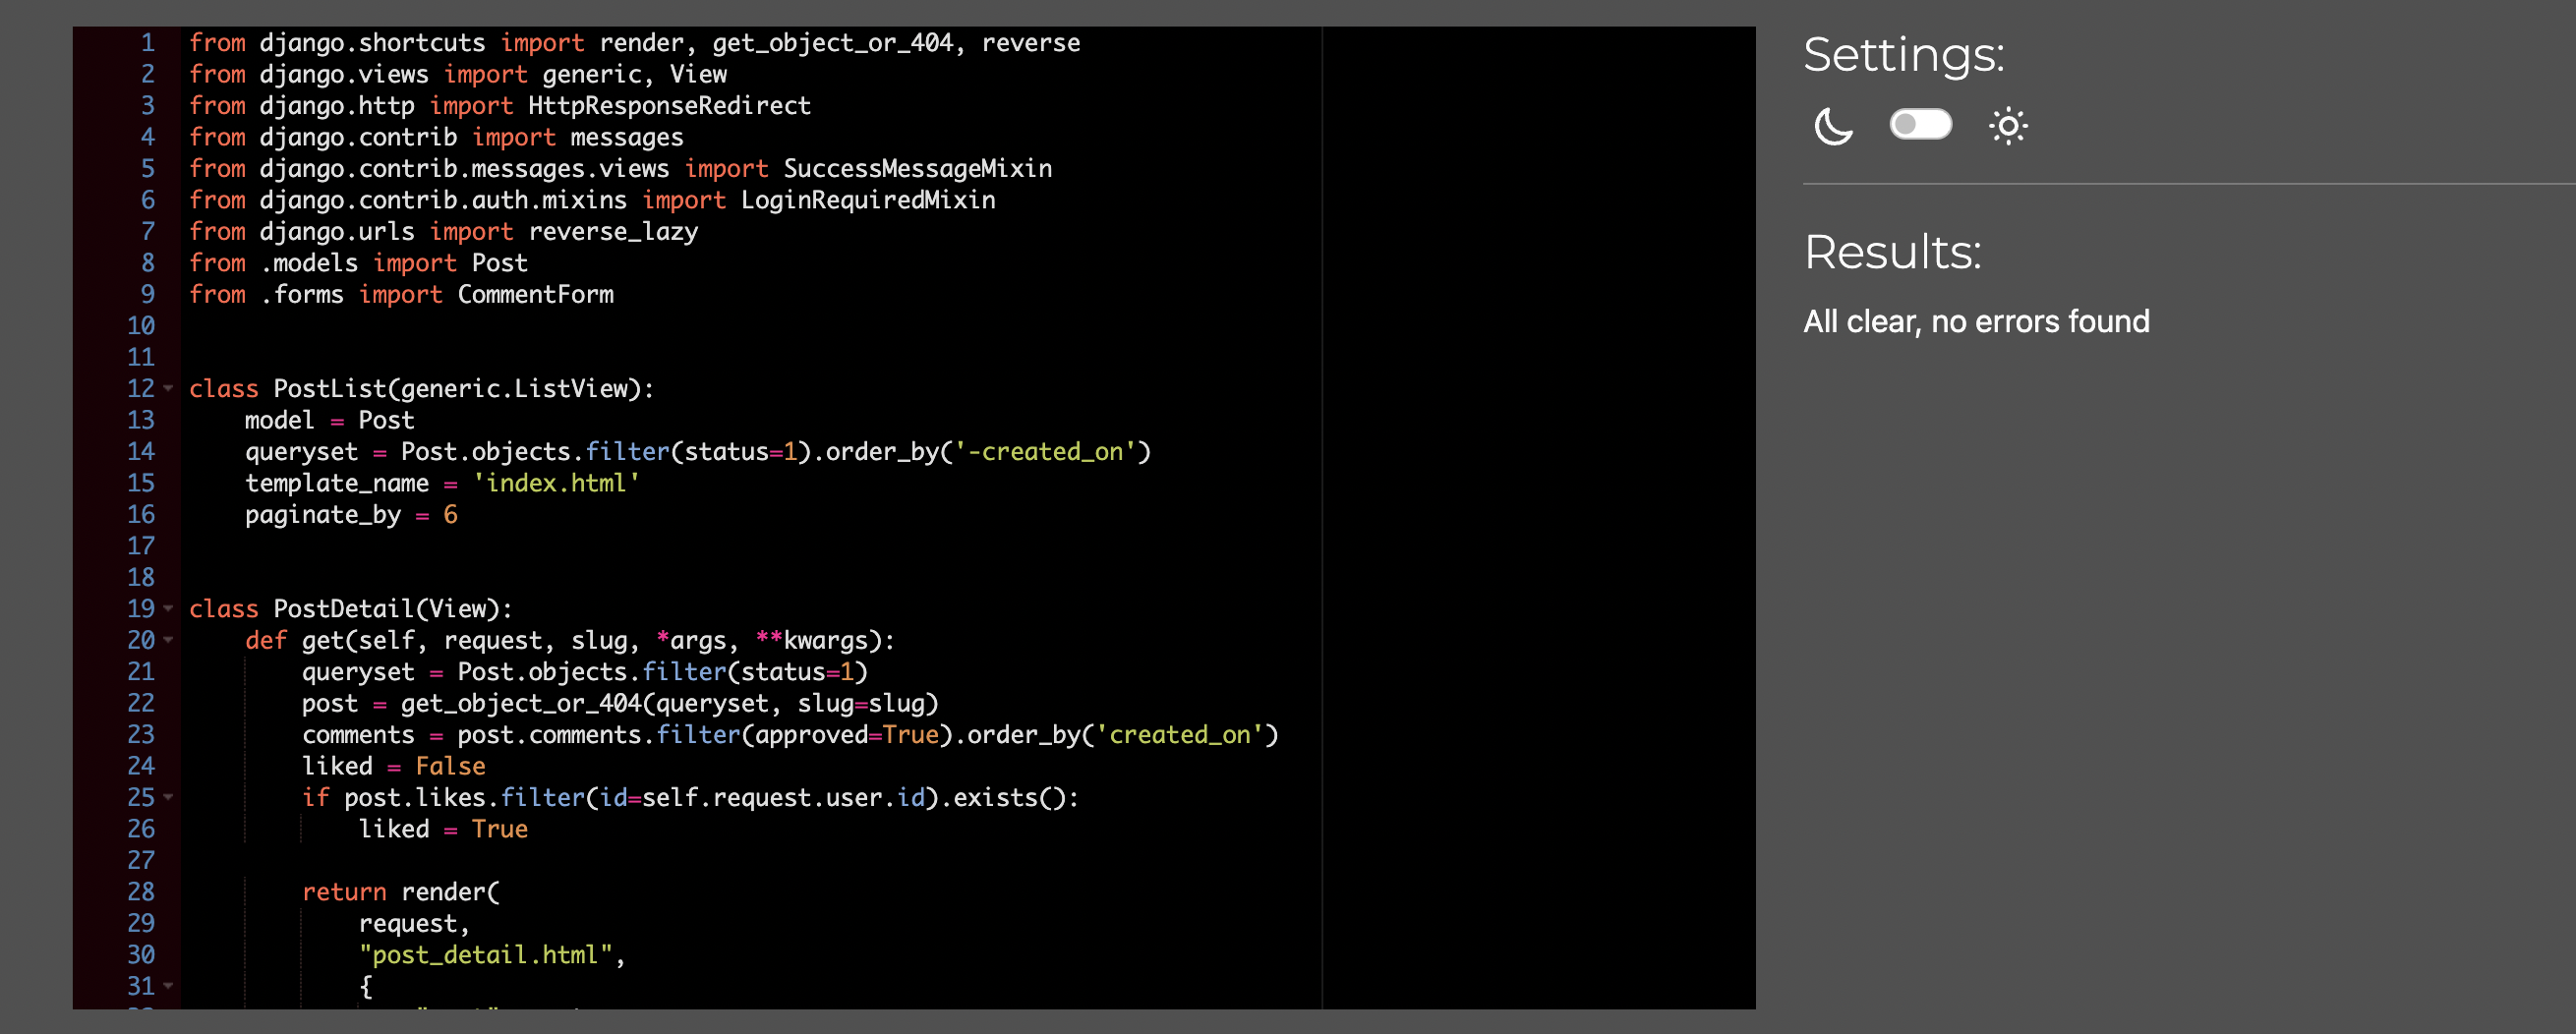 1 from django.shortcuts import render, get_object_or_404, reverse
2 from django.views import generic, View
3 from django.http import HttpResponseRedirect
4 from django.contrib import messages
5 from django.contrib.messages.views import SuccessMessageMixin
6 from django.contrib.auth.mixins import LoginRequiredMixin
7 from django.urls import reverse_lazy
8 from .models import Post
9 from .forms import CommentForm
10
11
12 class PostList(generic.ListView):
13     model = Post
14     queryset = Post.objects.filter(status=1).order_by('-created_on')
15     template_name = 'index.html'
16     paginate_by = 6
17
18
19 class PostDetail(View):
20     def get(self, request, slug, *args, **kwargs):
21         queryset = Post.objects.filter(status=1)
22         post = get_object_or_404(queryset, slug=slug)
23         comments = post.comments.filter(approved=True).order_by('created_on')
24         liked = False
25         if post.likes.filter(id=self.request.user.id).exists():
26             liked = True
27
28         return render(
29             request,
30             "post_detail.html",
31             {
Settings:
Results:
All clear, no errors found